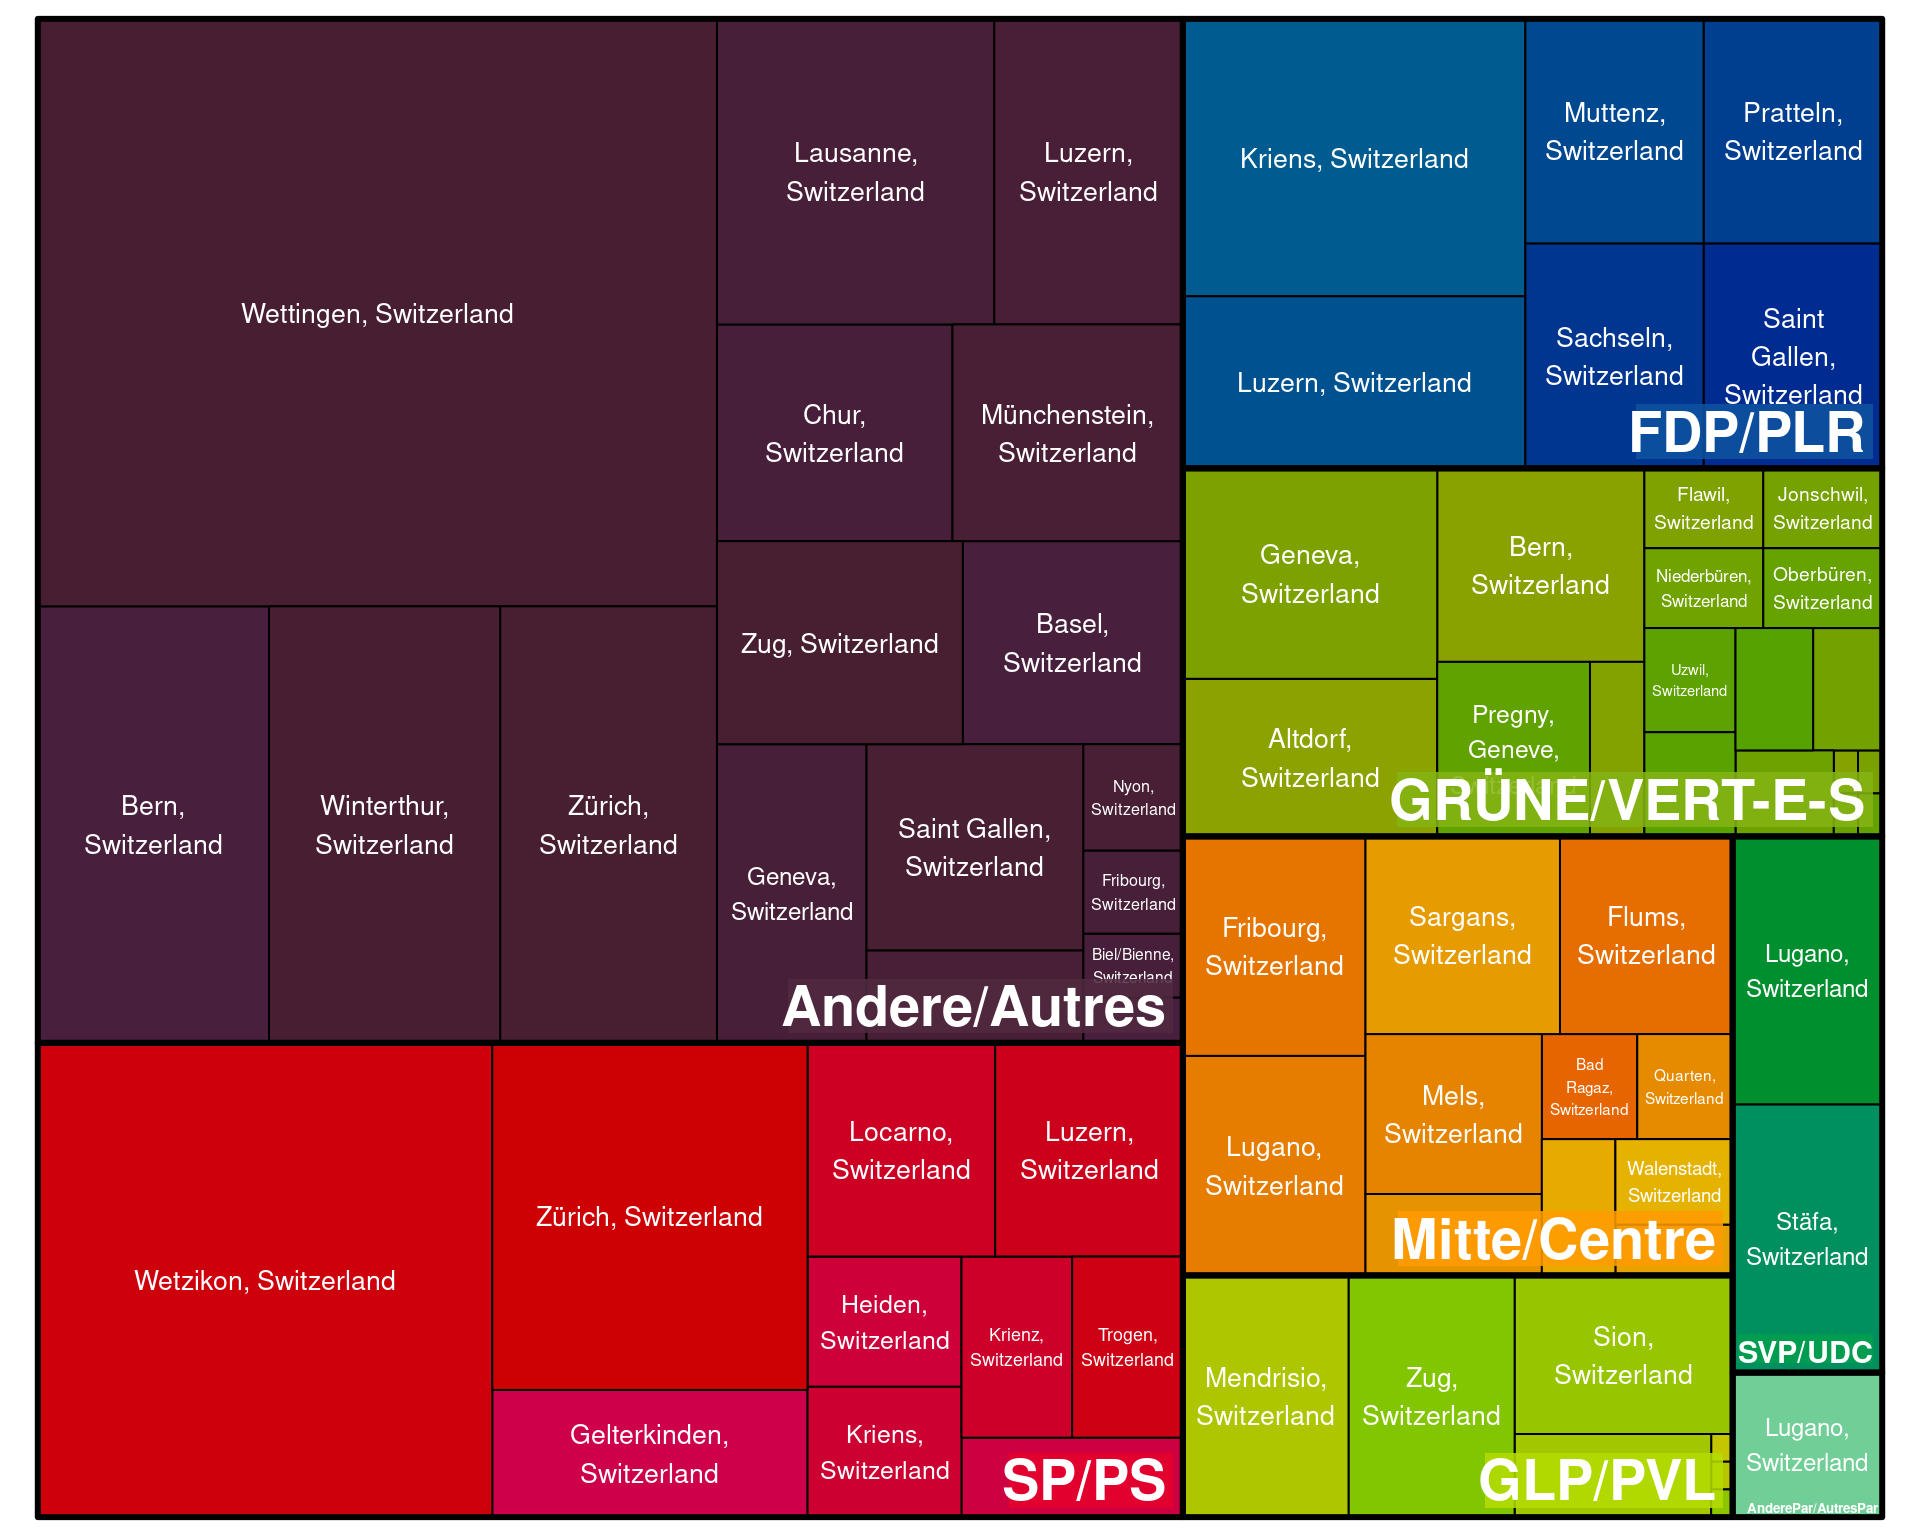 Wettingen, Switzerland
Lausanne,
Switzerland
Luzern,
Switzerland
Chur,
Switzerland
Münchenstein,
Switzerland
Zug, Switzerland
Basel,
Switzerland
Bern,
Switzerland
Winterthur,
Switzerland
Zürich,
Switzerland
Geneva,
Switzerland
Saint Gallen,
Switzerland
Nyon,
Switzerland
Fribourg,
Switzerland
Biel/Bienne,
Switzerland
Andere/Autres
Wetzikon, Switzerland
Zürich, Switzerland
Gelterkinden,
Switzerland
Locarno,
Switzerland
Luzern,
Switzerland
Heiden,
Switzerland
Kriens,
Switzerland
Krienz,
Switzerland
Trogen,
Switzerland
SP/PS
Kriens, Switzerland
Luzern, Switzerland
Muttenz,
Switzerland
Pratteln,
Switzerland
Sachseln,
Switzerland
Saint
Gallen,
Switzerland
FDP/PLR
Geneva,
Switzerland
Altdorf,
Switzerland
Bern,
Switzerland
Pregny,
Geneve,
Switzerland
Flawil,
Switzerland
Jonschwil,
Switzerland
Niederbüren,
Switzerland
Oberbüren,
Switzerland
Uzwil,
Switzerland
GRÜNE/VERT-E-S
Fribourg,
Switzerland
Lugano,
Switzerland
Sargans,
Switzerland
Flums,
Switzerland
Mels,
Switzerland
Bad
Ragaz,
Switzerland
Quarten,
Switzerland
Walenstadt,
Switzerland
Mitte/Centre
Mendrisio,
Switzerland
Zug,
Switzerland
Sion,
Switzerland
GLP/PVL
Lugano,
Switzerland
Stäfa,
Switzerland
SVP/UDC
Lugano,
Switzerland
AnderePar/AutresPar